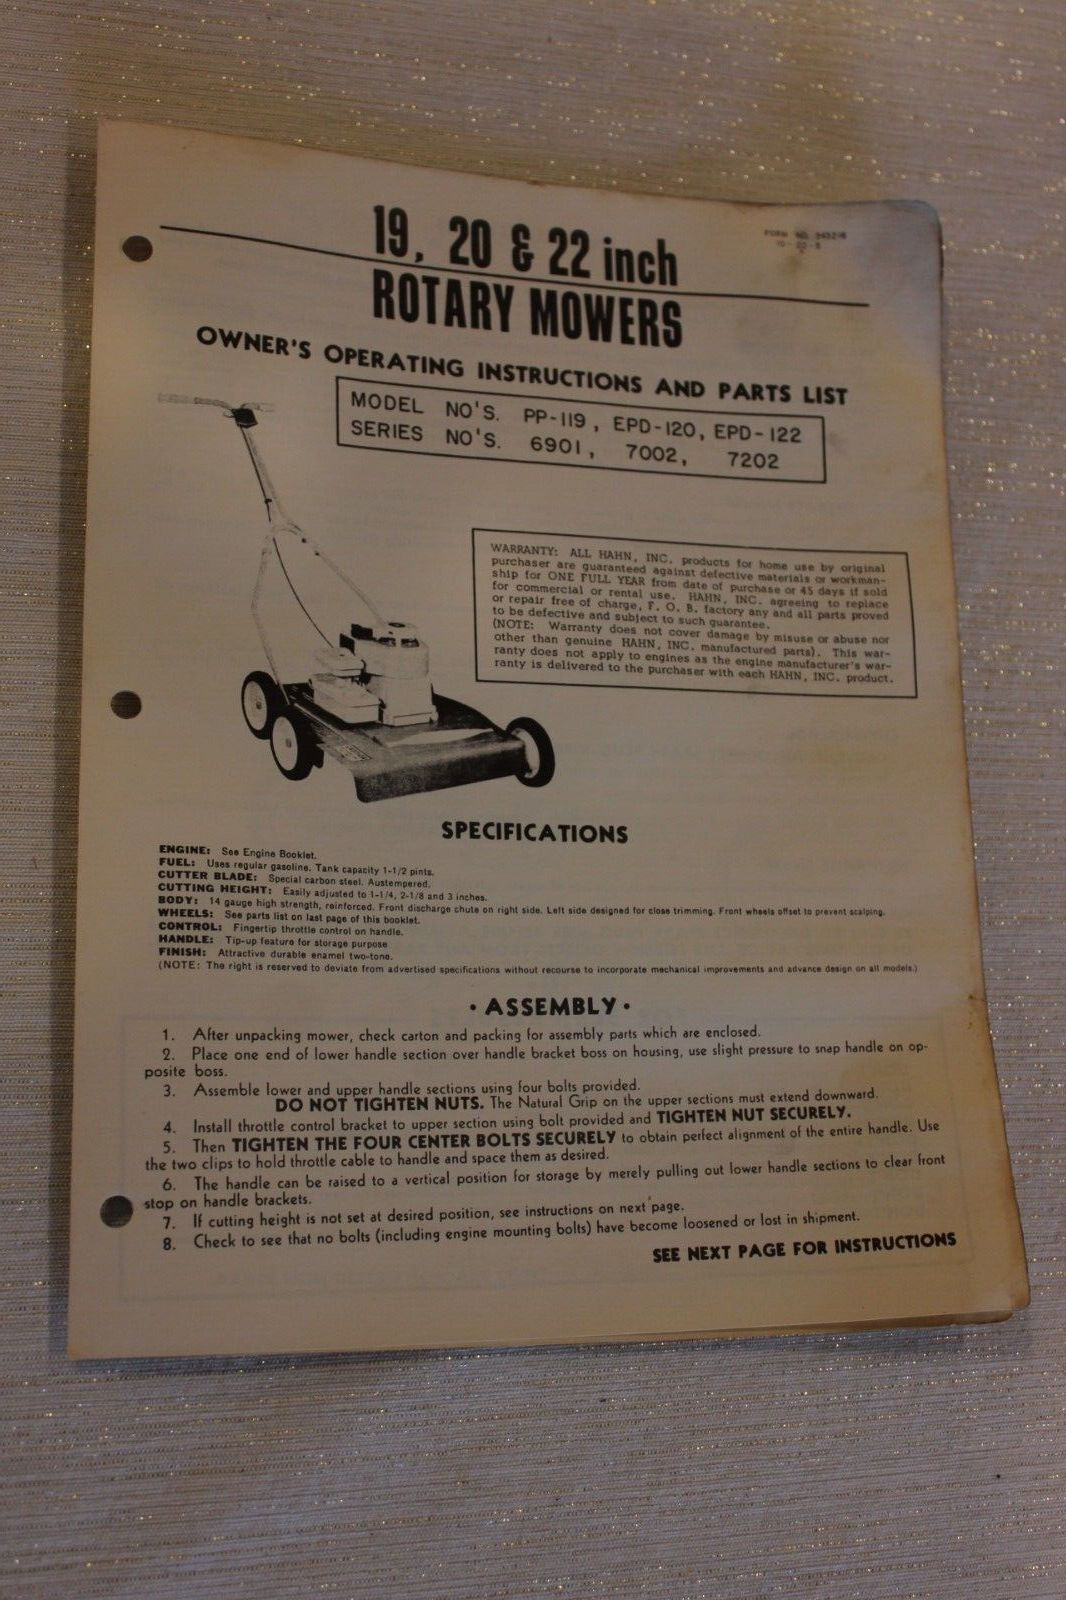 FORM NO.
19, 20 & 22 inch
ROTARY MOWERS
OWNER'S OPERATING INSTRUCTIONS AND PARTS LIST
MODEL NO'S. PP-119, EPD-120, EPD-122
SERIES NO'S. 6901, 7002, 7202
WARRANTY: ALL HAHN, INC. products for home use by original
purchaser are guaranteed against defective materials or workman-
ship for ONE FULL YEAR from date of purchase or 45 days if sold
for commercial or rental use. HAHN, INC. agreeing to replace
or repair free of charge, F. O. B. factory any and all parts proved
to be defective and subject to such guarantee.
(NOTE: Warranty does not cover damage by misuse or abuse nor
other than genuine HAHN, INC. manufactured parts). This war-
ranty does not apply to engines as the engine manufacturer's war-
ranty is delivered to the purchaser with each HAHN, INC. product.
SPECIFICATIONS
ENGINE: See Engine Booklet.
FUEL: Uses regular gasoline. Tank capacity 1-1/2 pints.
CUTTER BLADE: Special carbon steel. Austempered.
CUTTING HEIGHT: Easily adjusted to 1-1/4, 2-1/8 and 3 inches.
BODY: 14 gauge high strength, reinforced. Front discharge chute on right side. Left side designed for close trimming. Front wheels offset to prevent scalping.
WHEELS: See parts list on last page of this booklet.
CONTROL: Fingertip throttle control on handle.
HANDLE: Tip-up feature for storage purpose
FINISH: Attractive durable enamel two-tone.
(NOTE: The right is reserved to deviate from advertised specifications without recourse to incorporate mechanical improvements and advance design on all models.)
• ASSEMBLY •
1. After unpacking mower, check carton and packing for assembly parts which are enclosed.
2. Place one end of lower handle section over handle bracket boss on housing, use slight pressure to snap handle on op-
posite boss.
3. Assemble lower and upper handle sections using four bolts provided.
DO NOT TIGHTEN NUTS. The Natural Grip on the upper sections must extend downward.
4. Install throttle control bracket to upper section using bolt provided and TIGHTEN NUT SECURELY.
5. Then TIGHTEN THE FOUR CENTER BOLTS SECURELY to obtain perfect alignment of the entire handle. Use
the two clips to hold throttle cable to handle and space them as desired.
6. The handle can be raised to a vertical position for storage by merely pulling out lower handle sections to clear front
stop on handle brackets.
7. If cutting height is not set at desired position, see instructions on next page.
8. Check to see that no bolts (including engine mounting bolts) have become loosened or lost in shipment.
SEE NEXT PAGE FOR INSTRUCTIONS